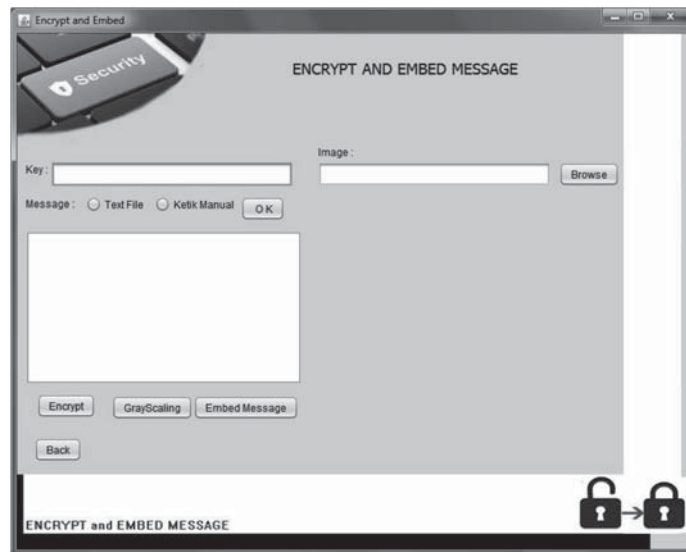 Encrypt and Embed
Security
ENCRYPT AND EMBED MESSAGE
Image :
Key :
Browse
Message : Text File Ketik Manual OK
Encrypt GrayScaling Embed Message
Back
ENCRYPT and EMBED MESSAGE